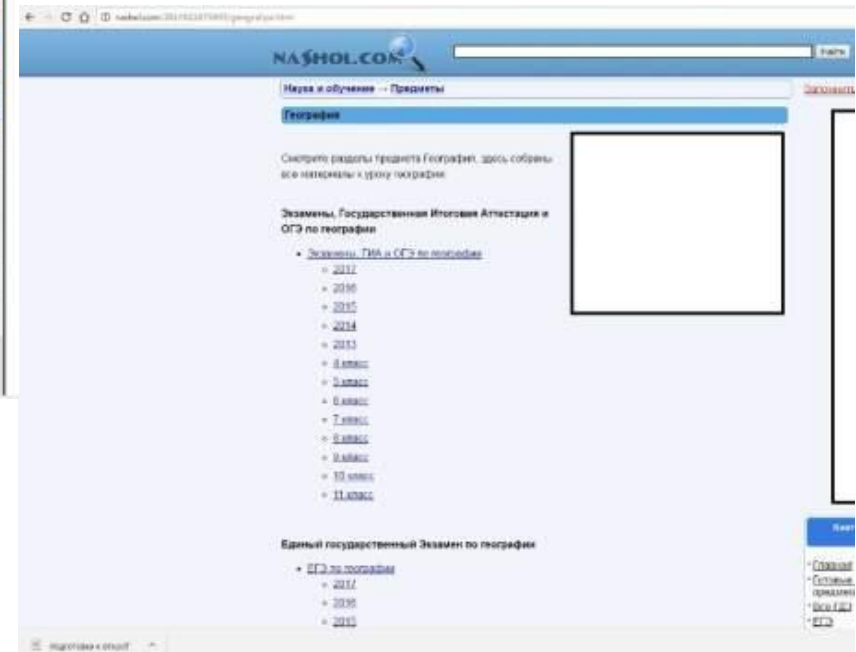 NASHOL.COM
Найти
Наука и обучение → Предметы
География
Смотрите разделы предмета География, здесь собраны
все материалы к уроку географии
Экзамены, Государственная Итоговая Аттестация и
ОГЭ по географии
Экзамены, ГИА и ОГЭ по географии
2017
2016
2015
2014
2013
4 класс
5 класс
6 класс
7 класс
8 класс
9 класс
10 класс
11 класс
Единый государственный Экзамен по географии
ЕГЭ по географии
2017
2016
2015
Главная
Готовые
Все ГДЗ
ЕГЭ